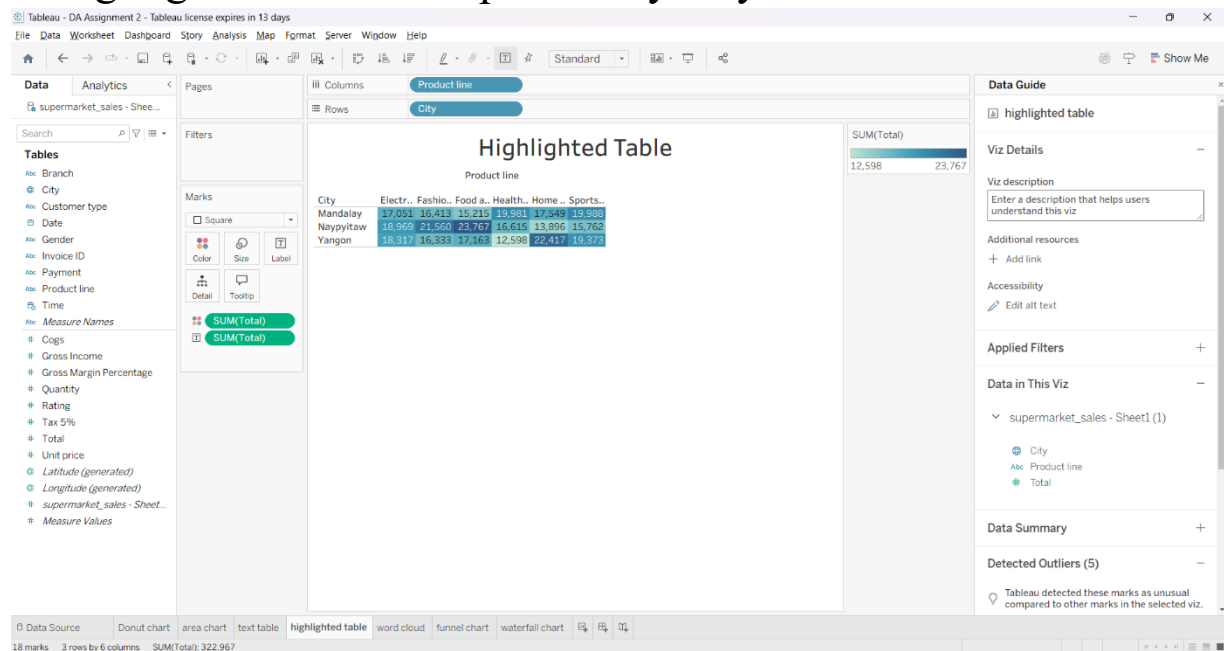 Tableau - DA Assignment 2 - Tableau license expires in 13 days
File Data Worksheet Dashboard Story Analysis Map Format Server Window Help
Standard
Show Me
Data Analytics
supermarket_sales - Shee...
Search
Tables
Abc Branch
City
Abc Customer type
Date
Abc Gender
Abc Invoice ID
Abc Payment
Abc Product line
Time
Abc Measure Names
# Cogs
# Gross Income
# Gross Margin Percentage
# Quantity
# Rating
# Tax 5%
# Total
# Unit price
Latitude (generated)
Longitude (generated)
# supermarket_sales - Sheet...
# Measure Values
Pages
Filters
Marks
Square
Color Size Label
Detail Tooltip
SUM(Total)
SUM(Total)
Columns Product line
Rows City
Highlighted Table
Product line
City Electr.. Fashio.. Food a.. Health.. Home .. Sports..
Mandalay 17,051 16,413 15,215 19,981 17,549 19,988
Naypyitaw 18,969 21,560 23,767 16,615 13,896 15,762
Yangon 18,317 16,333 17,163 12,598 22,417 19,373
SUM(Total)
12,598 23,767
Data Guide
highlighted table
Viz Details
Viz description
Enter a description that helps users
understand this viz
Additional resources
+ Add link
Accessibility
Edit alt text
Applied Filters
Data in This Viz
supermarket_sales - Sheet1 (1)
City
Abc Product line
# Total
Data Summary
Detected Outliers (5)
Tableau detected these marks as unusual
compared to other marks in the selected viz.
Data Source Donut chart area chart text table highlighted table word cloud funnel chart waterfall chart
18 marks 3 rows by 6 columns SUM(Total): 322,967